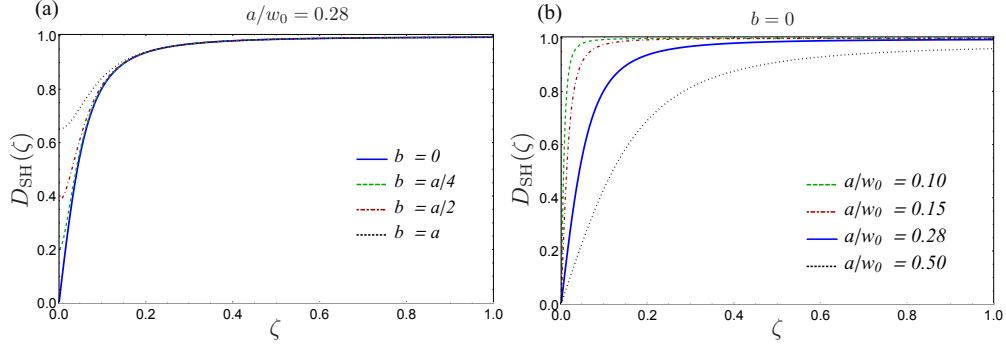 (a)
a/w₀ = 0.28
D_SH(ζ)
1.0
0.8
0.6
0.4
0.2
0.0
0.0 0.2 0.4 0.6 0.8 1.0
ζ
b = 0
b = a/4
b = a/2
b = a
(b)
b = 0
D_SH(ζ)
1.0
0.8
0.6
0.4
0.2
0.0
0.0 0.2 0.4 0.6 0.8 1.0
ζ
a/w₀ = 0.10
a/w₀ = 0.15
a/w₀ = 0.28
a/w₀ = 0.50